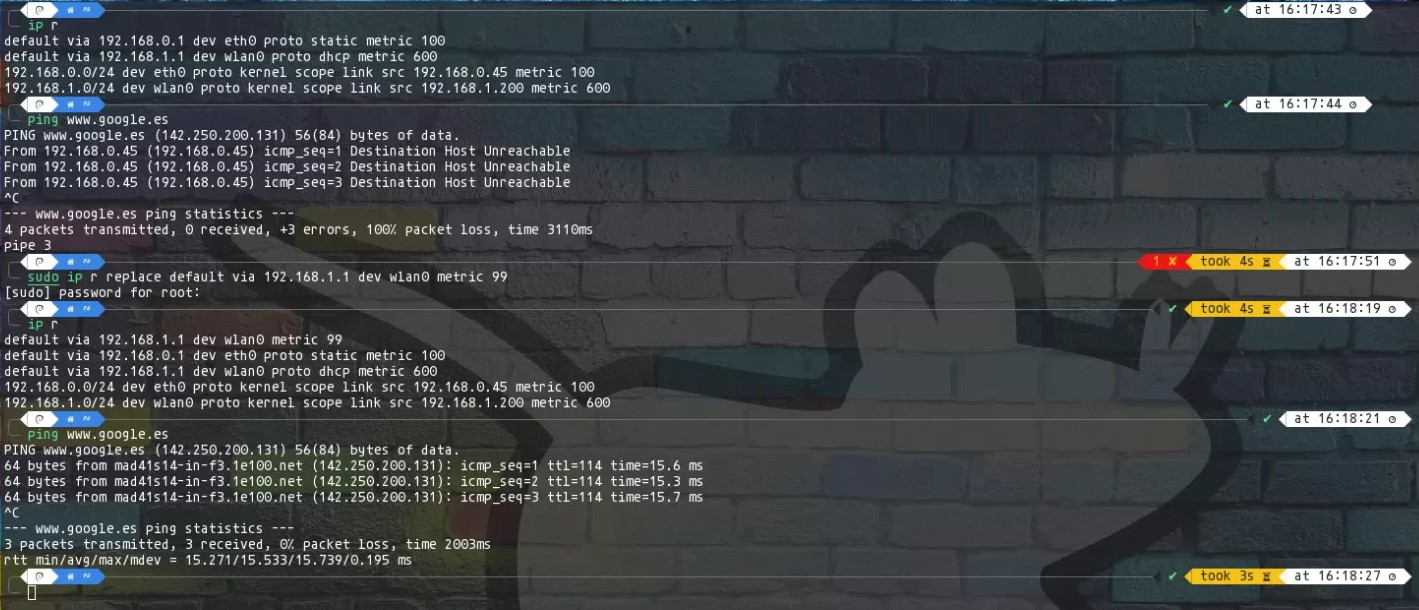 ~ ✔ at 16:17:43
ip r
default via 192.168.0.1 dev eth0 proto static metric 100
default via 192.168.1.1 dev wlan0 proto dhcp metric 600
192.168.0.0/24 dev eth0 proto kernel scope link src 192.168.0.45 metric 100
192.168.1.0/24 dev wlan0 proto kernel scope link src 192.168.1.200 metric 600
~ ✔ at 16:17:44
ping www.google.es
PING www.google.es (142.250.200.131) 56(84) bytes of data.
From 192.168.0.45 (192.168.0.45) icmp_seq=1 Destination Host Unreachable
From 192.168.0.45 (192.168.0.45) icmp_seq=2 Destination Host Unreachable
From 192.168.0.45 (192.168.0.45) icmp_seq=3 Destination Host Unreachable
^C
--- www.google.es ping statistics ---
4 packets transmitted, 0 received, +3 errors, 100% packet loss, time 3110ms
pipe 3
~ 1 ✘ took 4s at 16:17:51
sudo ip r replace default via 192.168.1.1 dev wlan0 metric 99
[sudo] password for root:
~ ✔ took 4s at 16:18:19
ip r
default via 192.168.1.1 dev wlan0 metric 99
default via 192.168.0.1 dev eth0 proto static metric 100
default via 192.168.1.1 dev wlan0 proto dhcp metric 600
192.168.0.0/24 dev eth0 proto kernel scope link src 192.168.0.45 metric 100
192.168.1.0/24 dev wlan0 proto kernel scope link src 192.168.1.200 metric 600
~ ✔ at 16:18:21
ping www.google.es
PING www.google.es (142.250.200.131) 56(84) bytes of data.
64 bytes from mad41s14-in-f3.1e100.net (142.250.200.131): icmp_seq=1 ttl=114 time=15.6 ms
64 bytes from mad41s14-in-f3.1e100.net (142.250.200.131): icmp_seq=2 ttl=114 time=15.3 ms
64 bytes from mad41s14-in-f3.1e100.net (142.250.200.131): icmp_seq=3 ttl=114 time=15.7 ms
^C
--- www.google.es ping statistics ---
3 packets transmitted, 3 received, 0% packet loss, time 2003ms
rtt min/avg/max/mdev = 15.271/15.533/15.739/0.195 ms
~ ✔ took 3s at 16:18:27